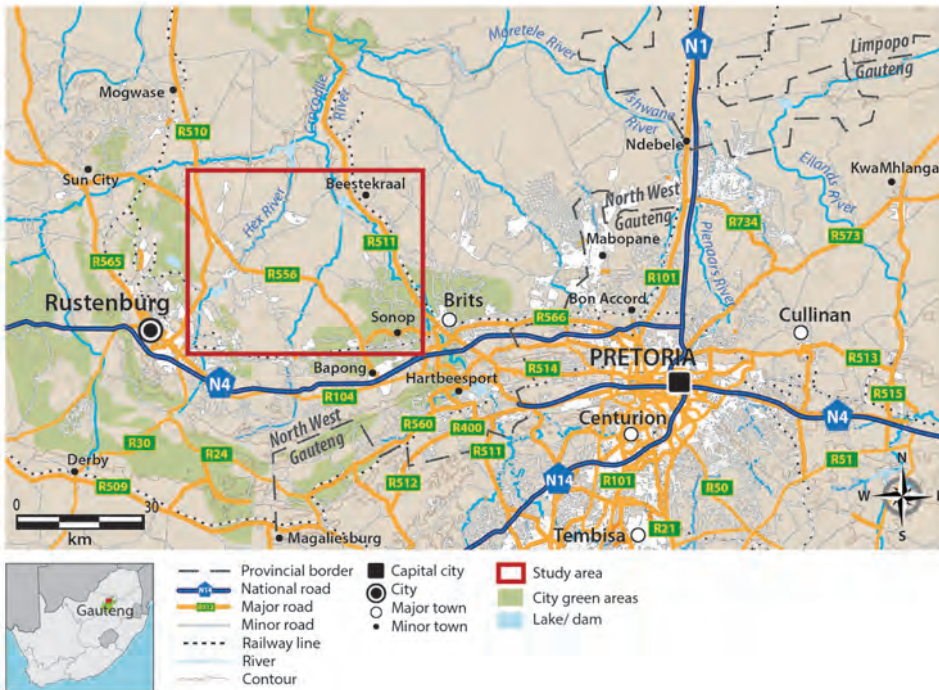 Moretele River
N1
Limpopo
Gauteng
Mogwase
Crocodile
River
Tshwane
River
R510
Ndebele
Sun City
Beestekraal
North West
Gauteng
Elands River
KwaMhlanga
Hex River
R734
Mabopane
R573
R511
Pienaars River
R565
R556
R101
Rustenburg
Brits
Bon Accord
Cullinan
Sonop
R566
PRETORIA
R513
Bapong
R514
N4
Hartbeesport
R104
R515
Centurion
N4
North West
Gauteng
R560
R400
R30
R24
R511
R51
N
Derby
N14
R101
R50
W
R509
R512
S
0
30
km
R21
Magaliesburg
Tembisa
Gauteng
Provincial border
N14
National road
Major road
Minor road
Railway line
River
Contour
Capital city
City
Major town
Minor town
Study area
City green areas
Lake/ dam